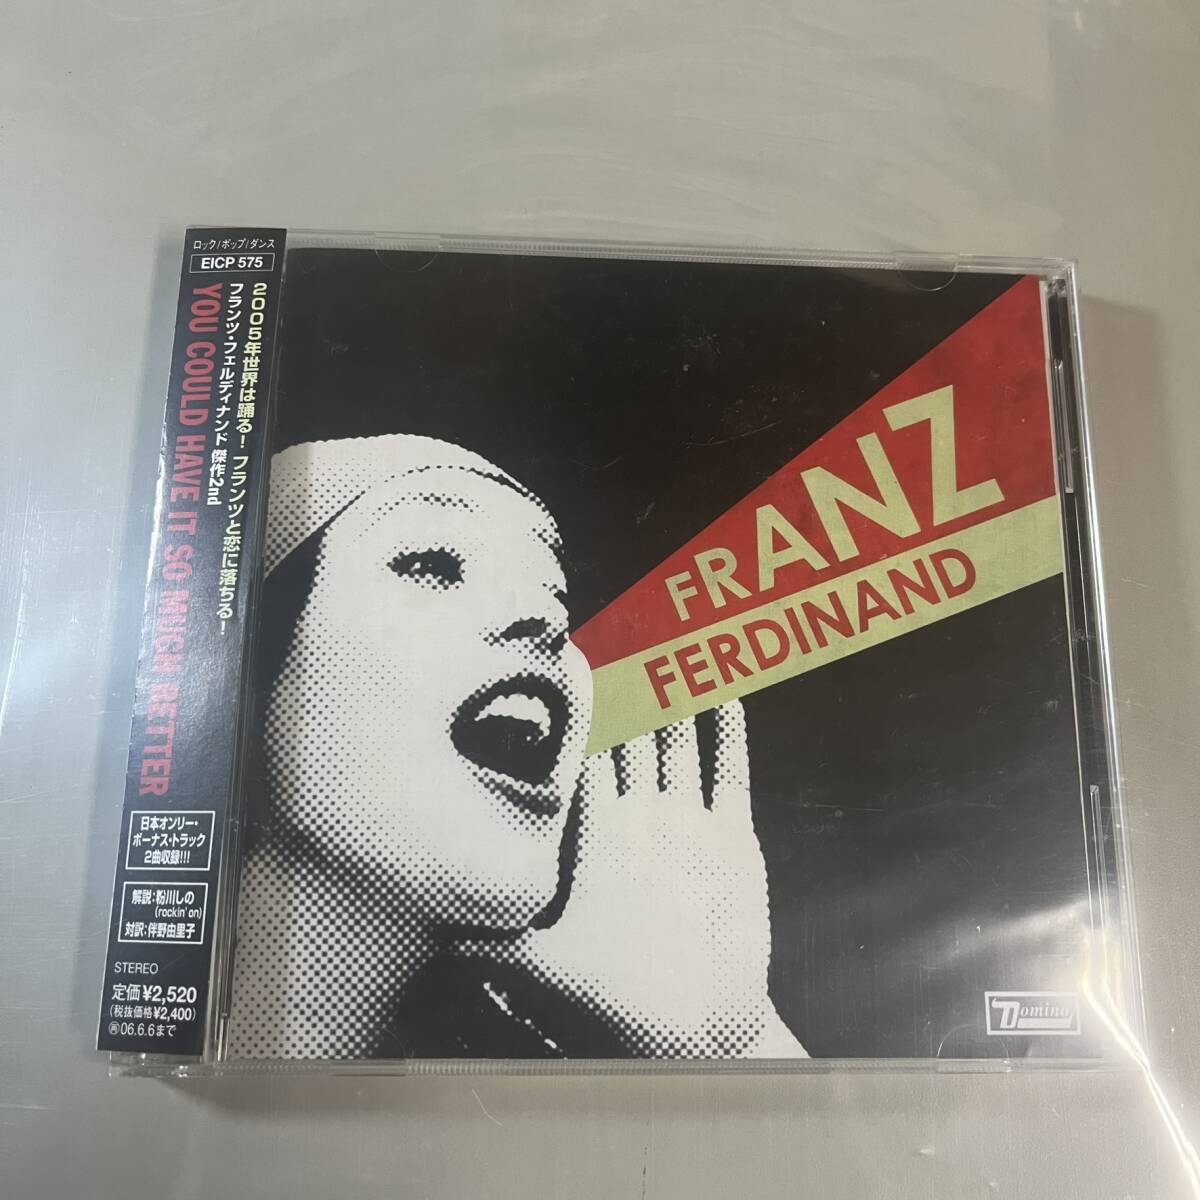 ロック/ポップ/ダンス
EICP 575
2005年世界は踊る!フランツと恋に落ちる!
フランツ・フェルディナンド 傑作2nd
YOU COULD HAVE IT SO MUCH BETTER
日本オンリー・
ボーナス・トラック
2曲収録!!!
解説:粉川しの
(rockin' on)
対訳:伴野由里子
STEREO
定価¥2,520
(税抜価格¥2,400)
㊐06.6.6まで
FRANZ
FERDINAND
Domino